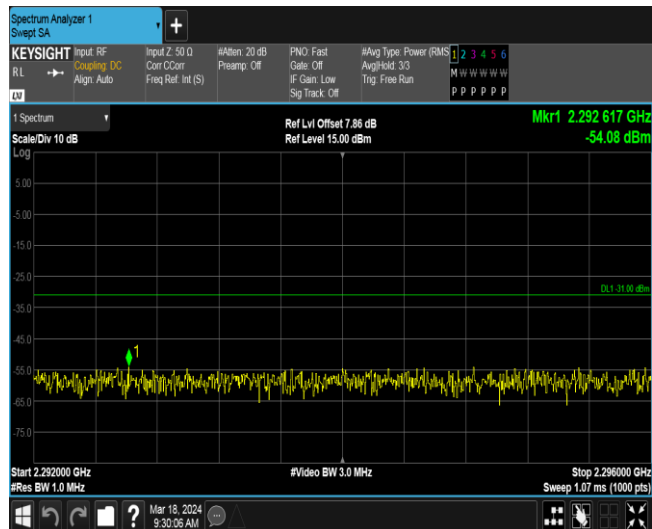 Spectrum Analyzer 1
Swept SA
+
KEYSIGHT Input: RF Input Z: 50 Ω #Atten: 20 dB PNO: Fast #Avg Type: Power (RMS 1 2 3 4 5 6
RL Coupling: DC Corr CCorr Preamp: Off Gate: Off Avg|Hold: 3/3 M W W W W W
Align: Auto Freq Ref: Int (S) IF Gain: Low Trig: Free Run
LXI Sig Track: Off P P P P P P
1 Spectrum Ref Lvl Offset 7.86 dB Mkr1 2.292 617 GHz
Scale/Div 10 dB Ref Level 15.00 dBm -54.08 dBm
Log
5.00
-5.00
-15.0
-25.0
DL1 -31.00 dBm
-35.0
-45.0
1
-55.0
-65.0
-75.0
Start 2.292000 GHz #Video BW 3.0 MHz Stop 2.296000 GHz
#Res BW 1.0 MHz Sweep 1.07 ms (1000 pts)
? Mar 18, 2024
9:30:06 AM